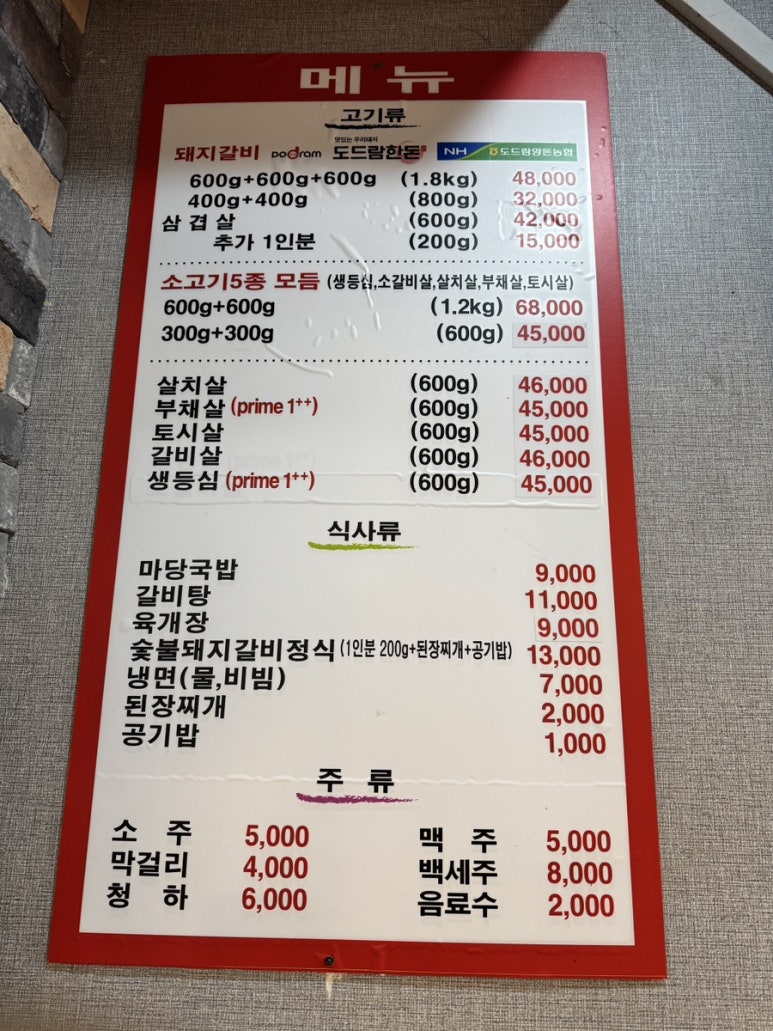 메뉴
고기류
돼지갈비 Dodram 맛있는 우리돼지 도드람한돈 NH 도드람양돈농협
600g+600g+600g (1.8kg) 48,000
400g+400g (800g) 32,000
삼겹살 (600g) 42,000
추가 1인분 (200g) 15,000
소고기5종 모듬 (생등심,소갈비살,살치살,부채살,토시살)
600g+600g (1.2kg) 68,000
300g+300g (600g) 45,000
살치살 (600g) 46,000
부채살 (prime 1++) (600g) 45,000
토시살 (600g) 45,000
갈비살 (600g) 46,000
생등심 (prime 1++) (600g) 45,000
식사류
마당국밥 9,000
갈비탕 11,000
육개장 9,000
숯불돼지갈비정식 (1인분 200g+된장찌개+공기밥) 13,000
냉면(물,비빔) 7,000
된장찌개 2,000
공기밥 1,000
주 류
소 주 5,000 맥 주 5,000
막걸리 4,000 백세주 8,000
청 하 6,000 음료수 2,000